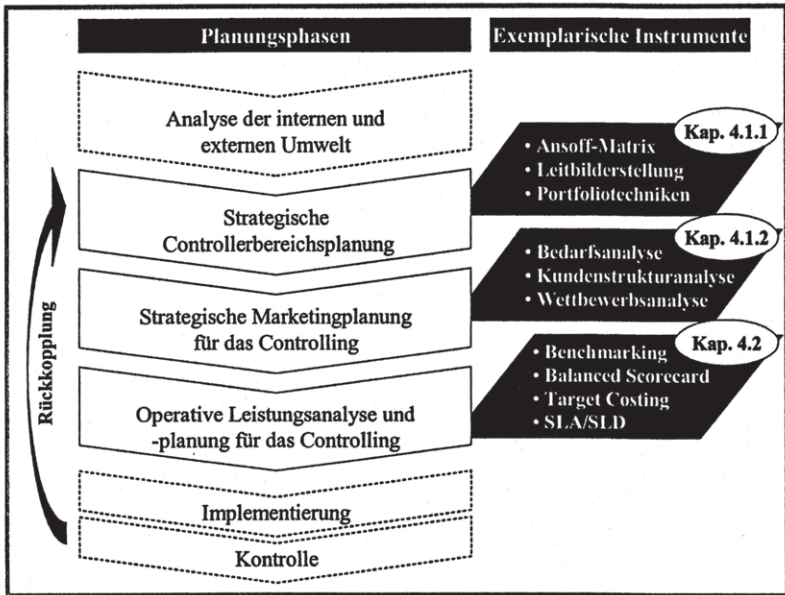 Planungsphasen
Exemplarische Instrumente
Analyse der internen und
externen Umwelt
Kap. 4.1.1
• Ansoff-Matrix
• Leitbilderstellung
• Portfoliotechniken
Strategische
Controllerbereichsplanung
Kap. 4.1.2
• Bedarfsanalyse
• Kundenstrukturanalyse
• Wettbewerbsanalyse
Strategische Marketingplanung
für das Controlling
Kap. 4.2
• Benchmarking
• Balanced Scorecard
• Target Costing
• SLA/SLD
Operative Leistungsanalyse und
-planung für das Controlling
Implementierung
Kontrolle
Rückkopplung